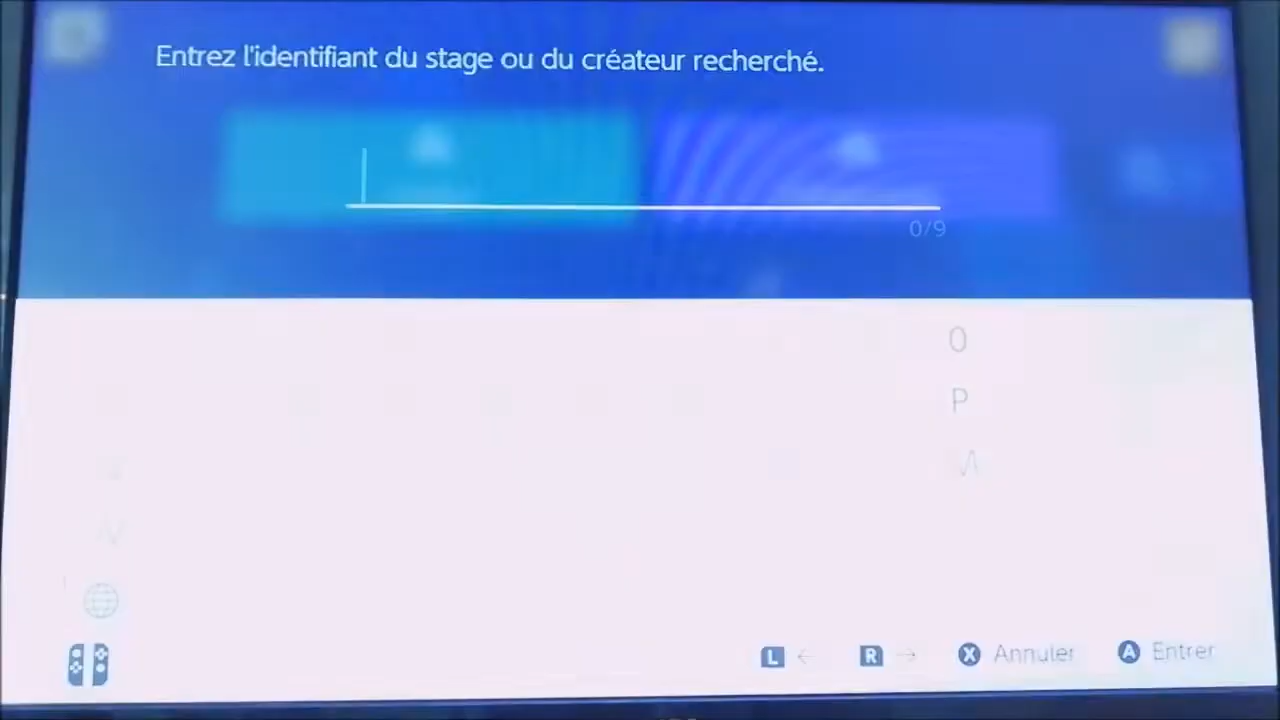 Entrez l'identifiant du stage ou du créateur recherché.
0/9
0
P
L ← R → X Annuler A Entrer